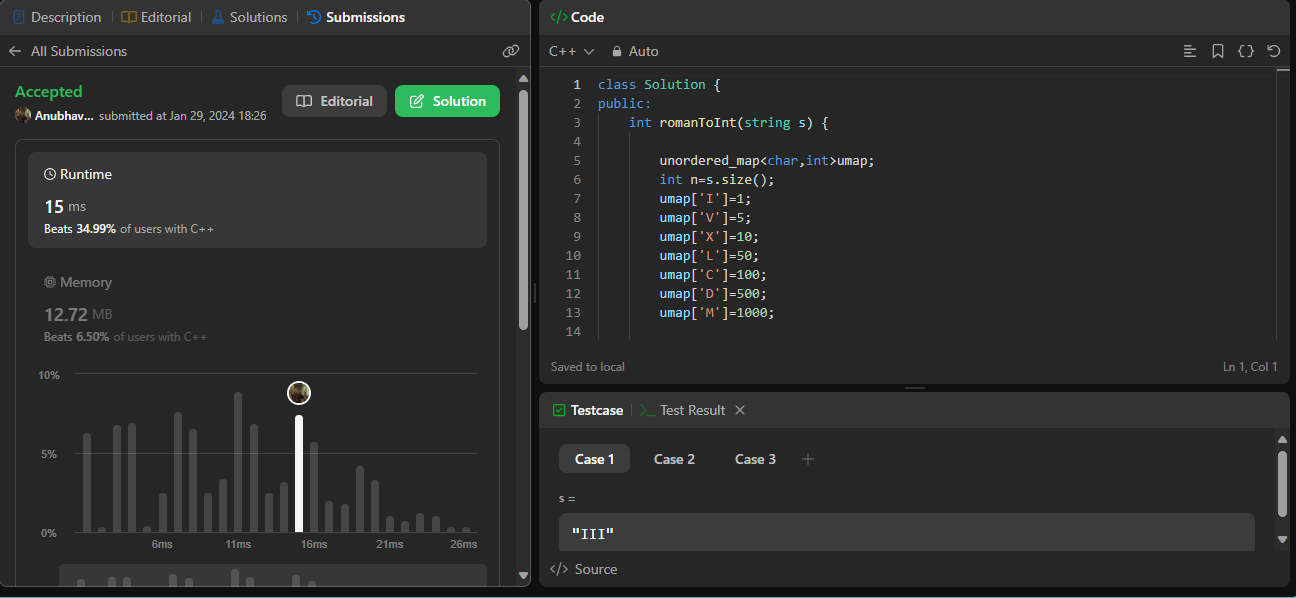 Description Editorial Solutions Submissions
All Submissions
Accepted
Anubhav... submitted at Jan 29, 2024 18:26
Editorial
Solution
Runtime
15 ms
Beats 34.99% of users with C++
Memory
12.72 MB
Beats 6.50% of users with C++
10%
5%
0%
6ms 11ms 16ms 21ms 26ms
</> Code
C++ Auto
1 class Solution {
2 public:
3 int romanToInt(string s) {
4
5 unordered_map<char,int>umap;
6 int n=s.size();
7 umap['I']=1;
8 umap['V']=5;
9 umap['X']=10;
10 umap['L']=50;
11 umap['C']=100;
12 umap['D']=500;
13 umap['M']=1000;
14
Saved to local Ln 1, Col 1
Testcase >_ Test Result
Case 1 Case 2 Case 3 +
s =
"III"
</> Source